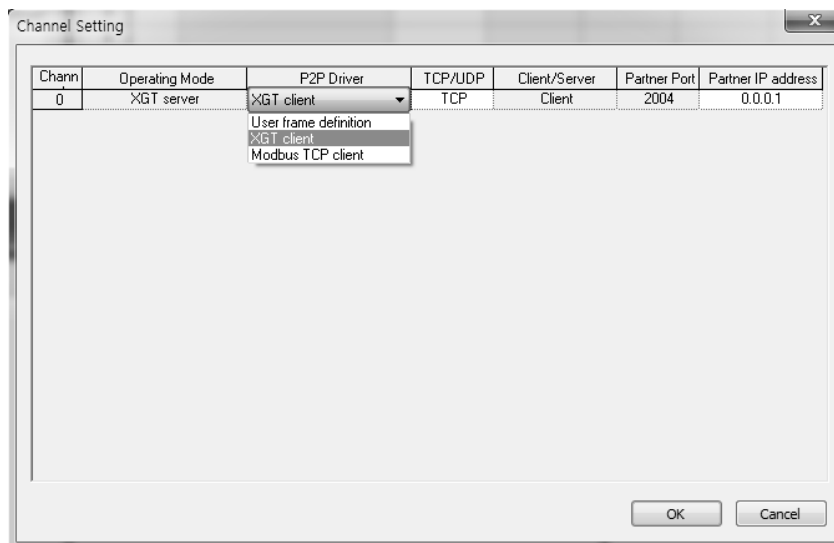 Channel Setting
Chann Operating Mode P2P Driver TCP/UDP Client/Server Partner Port Partner IP address
0 XGT server XGT client TCP Client 2004 0.0.0.1
User frame definition
XGT client
Modbus TCP client
OK Cancel